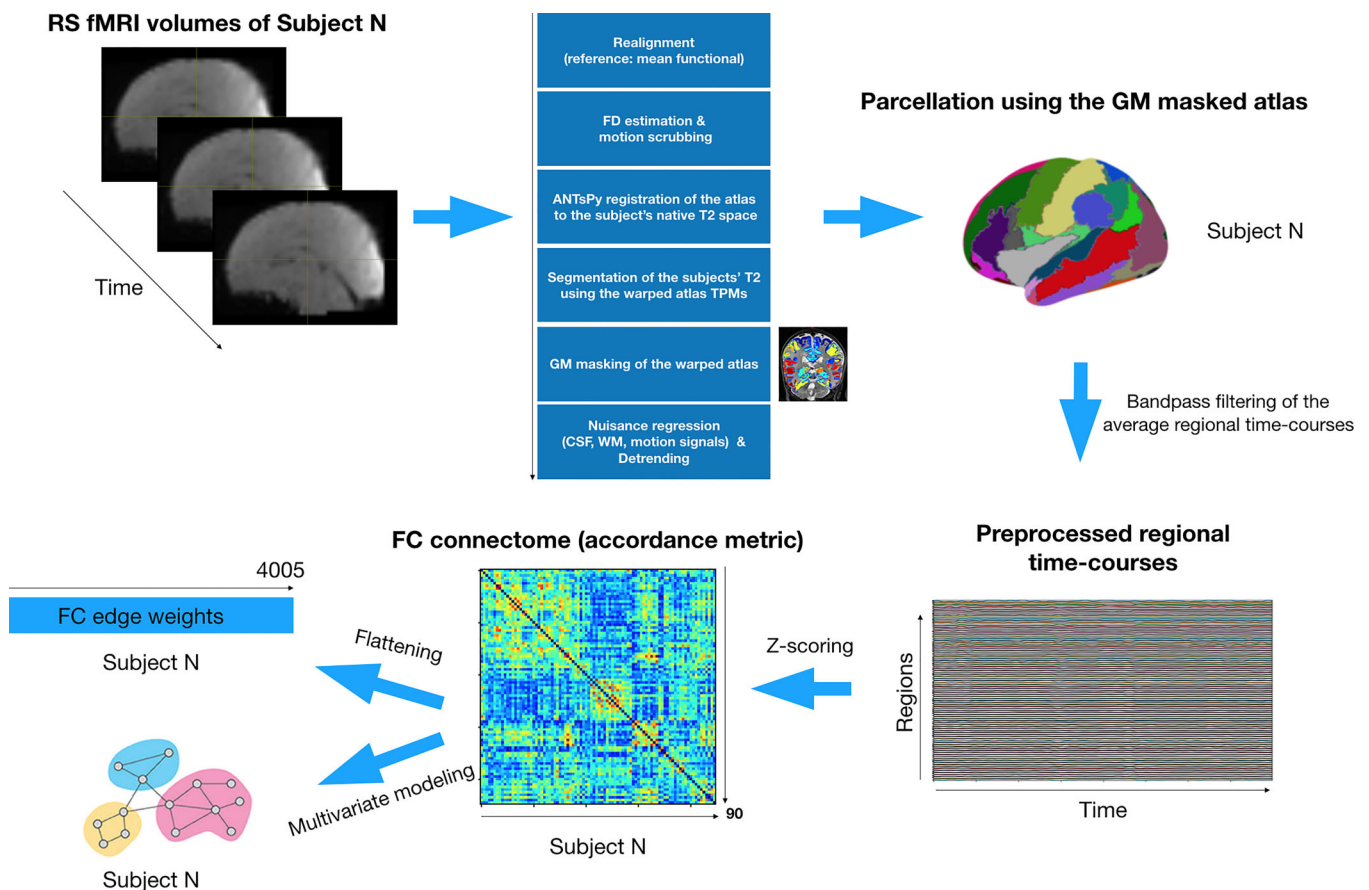 RS fMRI volumes of Subject N
Time
Realignment
(reference: mean functional)
FD estimation &
motion scrubbing
ANTsPy registration of the atlas
to the subject's native T2 space
Segmentation of the subjects' T2
using the warped atlas TPMs
GM masking of the warped atlas
Nuisance regression
(CSF, WM, motion signals) &
Detrending
Parcellation using the GM masked atlas
Subject N
Bandpass filtering of the
average regional time-courses
Preprocessed regional
time-courses
Regions
Time
Z-scoring
FC connectome (accordance metric)
90
Subject N
Flattening
Multivariate modeling
4005
FC edge weights
Subject N
Subject N